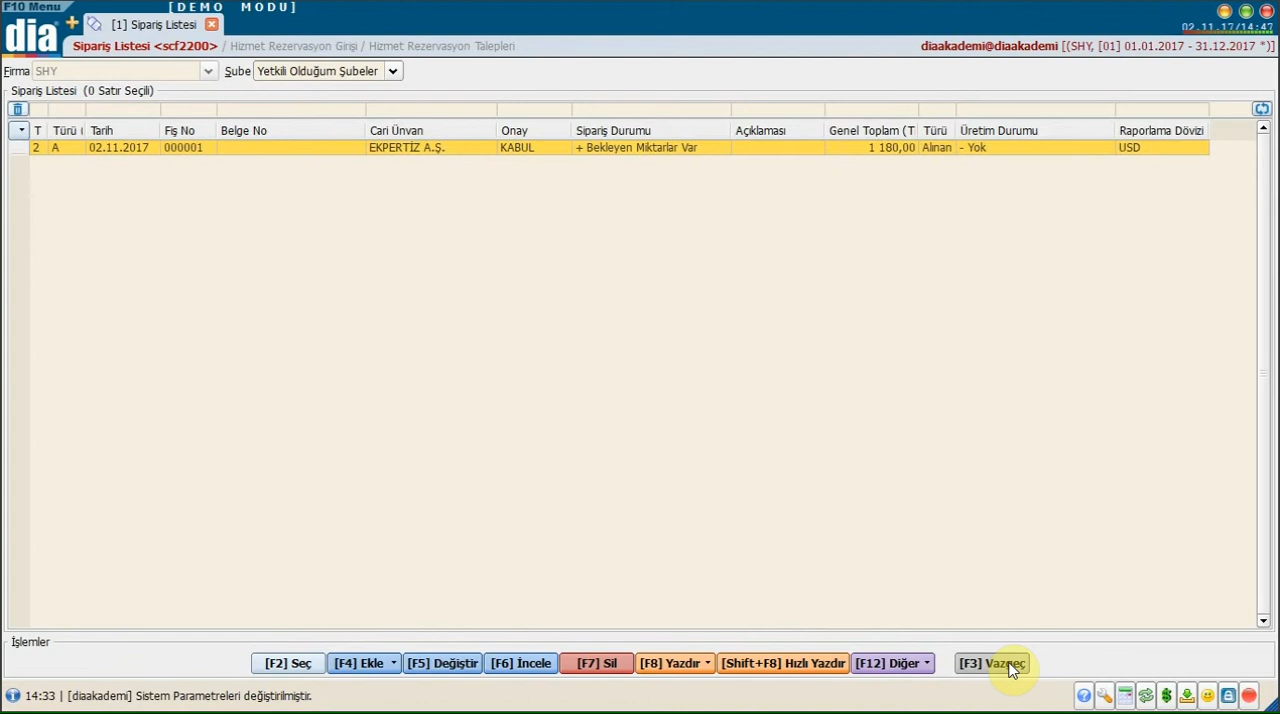 F10 Menu
[DEMO MODU]
dia
[1] Sipariş Listesi
02.11.17/14:47
Sipariş Listesi <scf2200> / Hizmet Rezervasyon Girişi / Hizmet Rezervasyon Talepleri
diaakademi@diaakademi [(SHY, [01] 01.01.2017 - 31.12.2017 *)]
Firma SHY Şube Yetkili Olduğum Şubeler
Sipariş Listesi (0 Satır Seçili)
T Türü ( Tarih Fiş No Belge No Cari Ünvan Onay Sipariş Durumu Açıklaması Genel Toplam (T Türü Üretim Durumu Raporlama Dövizi
2 A 02.11.2017 000001 EKPERTİZ A.Ş. KABUL + Bekleyen Miktarlar Var 1 180,00 Alınan - Yok USD
İşlemler
[F2] Seç [F4] Ekle [F5] Değiştir [F6] İncele [F7] Sil [F8] Yazdır [Shift+F8] Hızlı Yazdır [F12] Diğer [F3] Vazgeç
14:33 | [diaakademi] Sistem Parametreleri değiştirilmiştir.